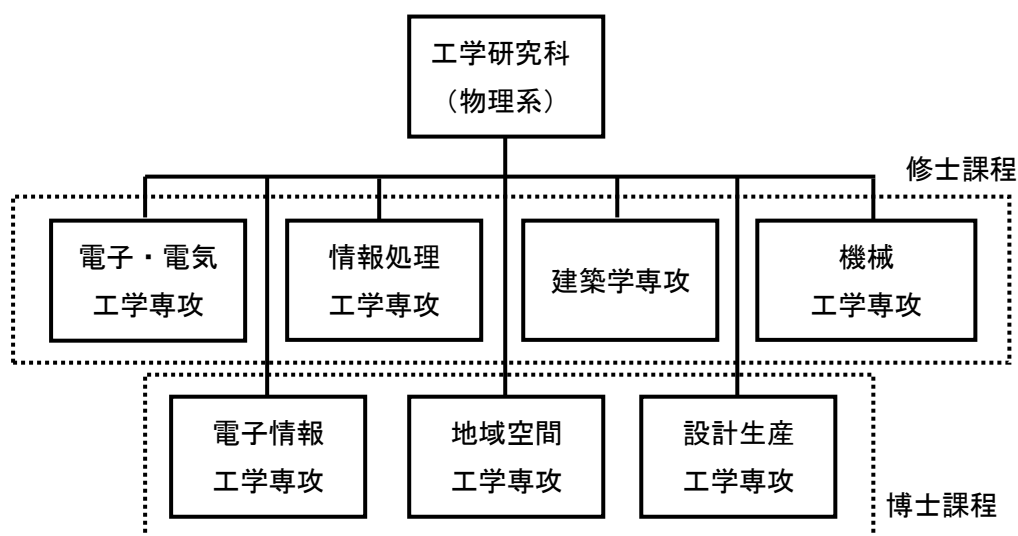 工学研究科
（物理系）
修士課程
電子・電気
工学専攻
情報処理
工学専攻
建築学専攻
機械
工学専攻
電子情報
工学専攻
地域空間
工学専攻
設計生産
工学専攻
博士課程